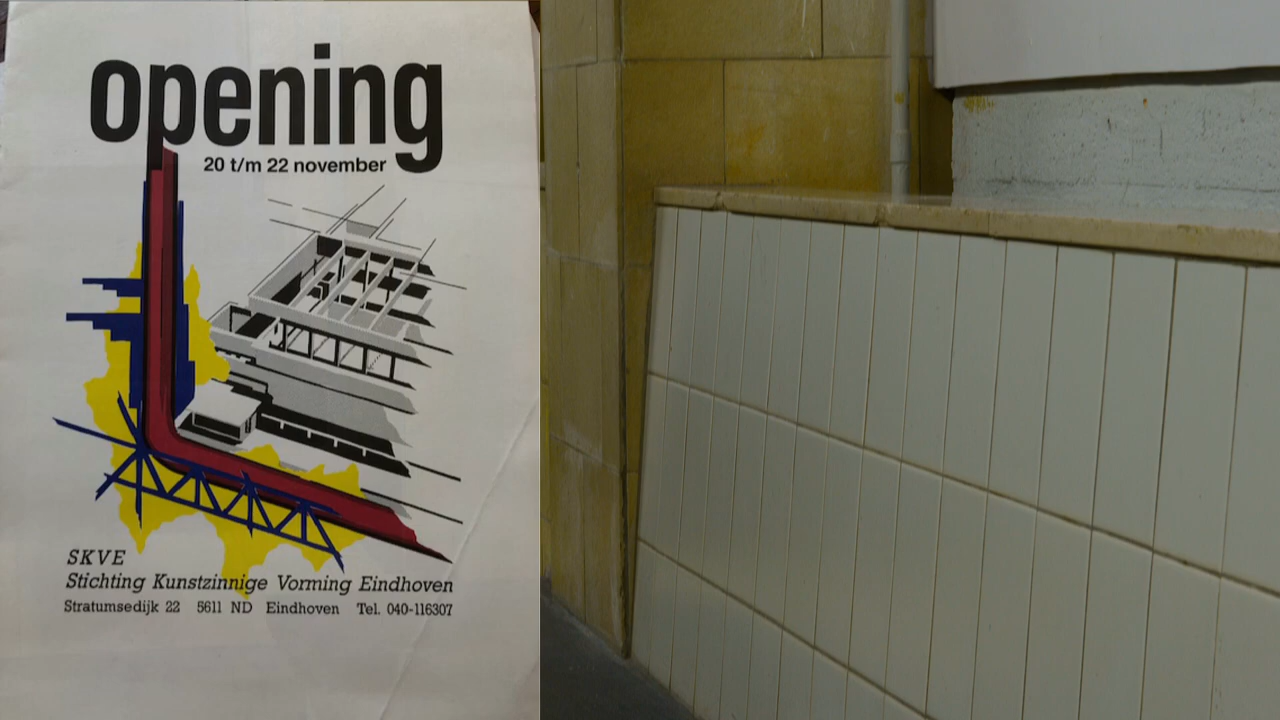 opening
20 t/m 22 november
SKVE
Stichting Kunstzinnige Vorming Eindhoven
Stratumsedijk 22 5611 ND Eindhoven Tel. 040-116307